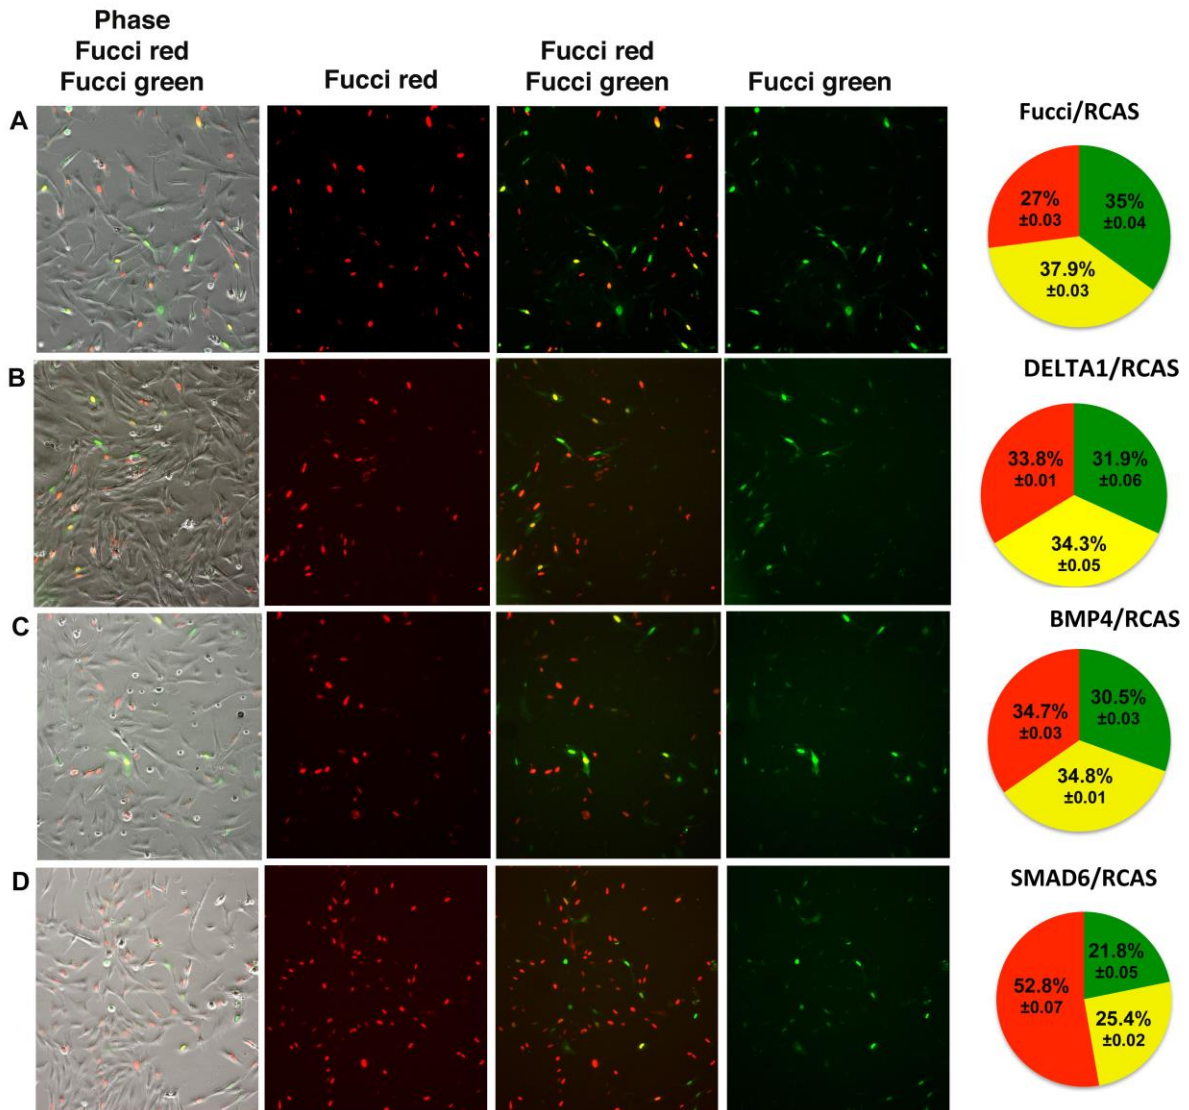 Phase
Fucci red
Fucci green
Fucci red
Fucci red
Fucci green
Fucci green
A
Fucci/RCAS
27%
±0.03
35%
±0.04
37.9%
±0.03
B
DELTA1/RCAS
33.8%
±0.01
31.9%
±0.06
34.3%
±0.05
C
BMP4/RCAS
34.7%
±0.03
30.5%
±0.03
34.8%
±0.01
D
SMAD6/RCAS
52.8%
±0.07
21.8%
±0.05
25.4%
±0.02